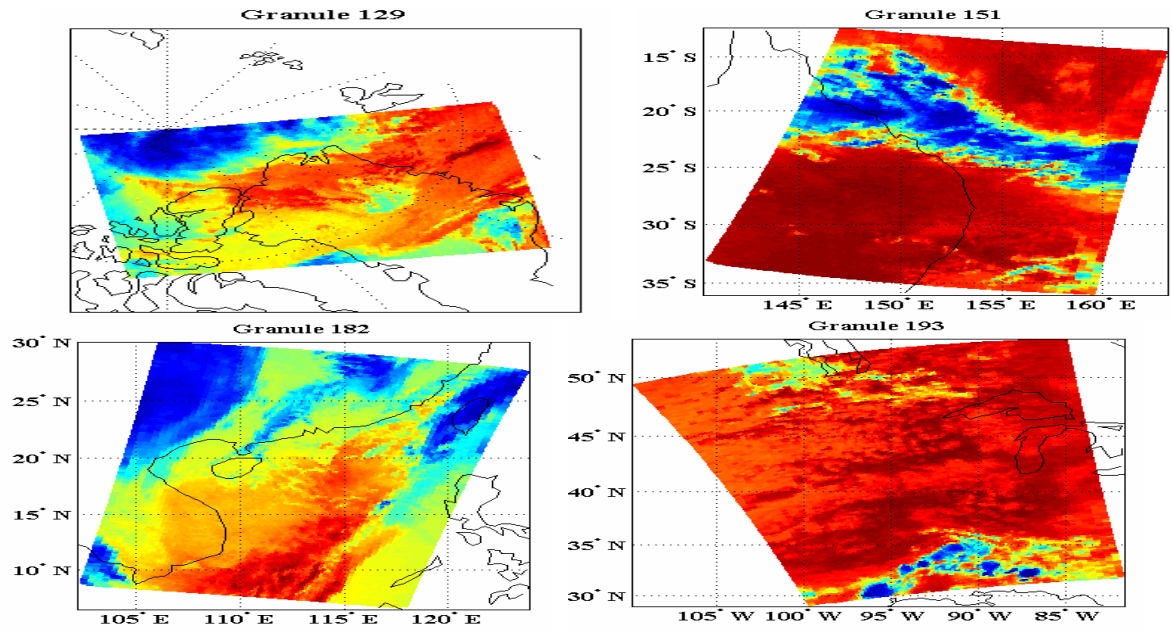 Granule 129
Granule 151
15° S
20° S
25° S
30° S
35° S
145° E
150° E
155° E
160° E
Granule 182
30° N
25° N
20° N
15° N
10° N
105° E
110° E
115° E
120° E
Granule 193
50° N
45° N
40° N
35° N
30° N
105° W
100° W
95° W
90° W
85° W